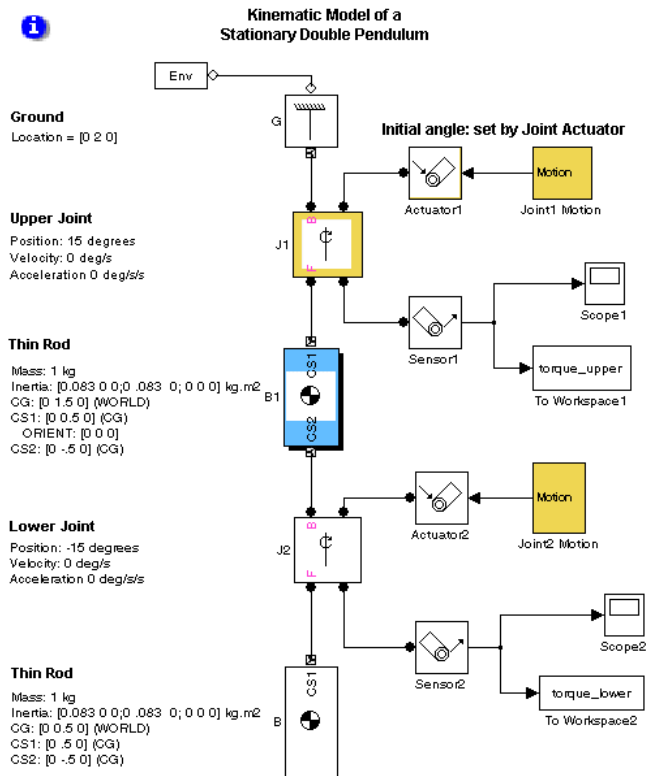 i
Kinematic Model of a
Stationary Double Pendulum
Env
Ground
Location = [0 2 0]
G
Initial angle: set by Joint Actuator
Motion
Actuator1
Joint1 Motion
Upper Joint
Position: 15 degrees
Velocity: 0 deg/s
Acceleration 0 deg/s/s
B
J1
F
Scope1
Sensor1
torque_upper
To Workspace1
Thin Rod
Mass: 1 kg
Inertia: [0.083 0 0;0 .083 0; 0 0 0] kg.m2
CG: [0 1.5 0] (WORLD)
CS1: [0 0.5 0] (CG)
ORIENT: [0 0 0]
CS2: [0 -.5 0] (CG)
CS1
B1
CS2
Motion
Actuator2
Joint2 Motion
Lower Joint
Position: -15 degrees
Velocity: 0 deg/s
Acceleration 0 deg/s/s
B
J2
F
Scope2
Sensor2
torque_lower
To Workspace2
Thin Rod
Mass: 1 kg
Inertia: [0.083 0 0;0 .083 0; 0 0 0] kg.m2
CG: [0 0.5 0] (WORLD)
CS1: [0 .5 0] (CG)
CS2: [0 -.5 0] (CG)
CS1
B